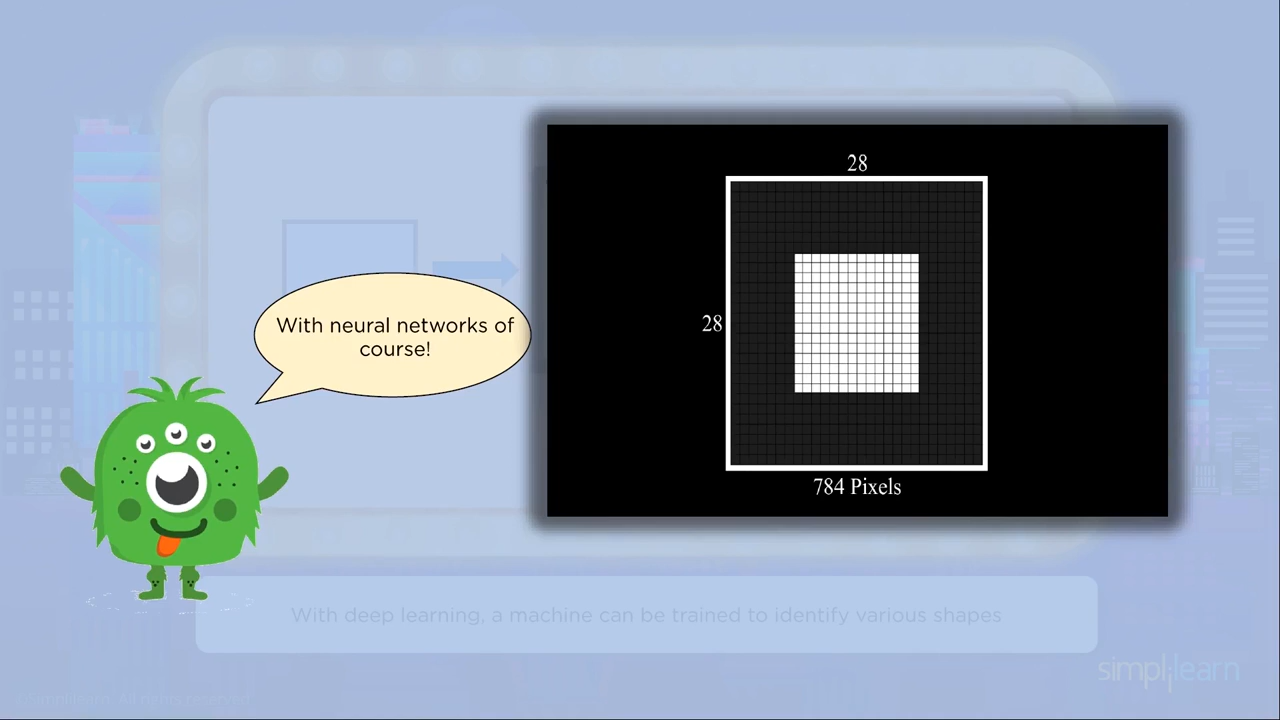 28
With neural networks of
course!
28
784 Pixels
With deep learning, a machine can be trained to identify various shapes
simplilearn